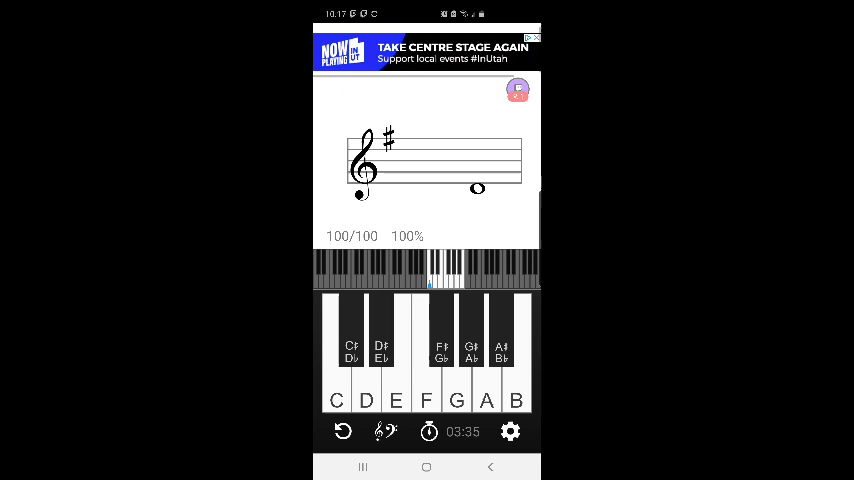 10.17
NOW
PLAYING
IN
UT
TAKE CENTRE STAGE AGAIN
Support local events #InUtah
100/100 100%
C♯ D♯ F♯ G♯ A♯
D♭ E♭ G♭ A♭ B♭
C D E F G A B
03:35